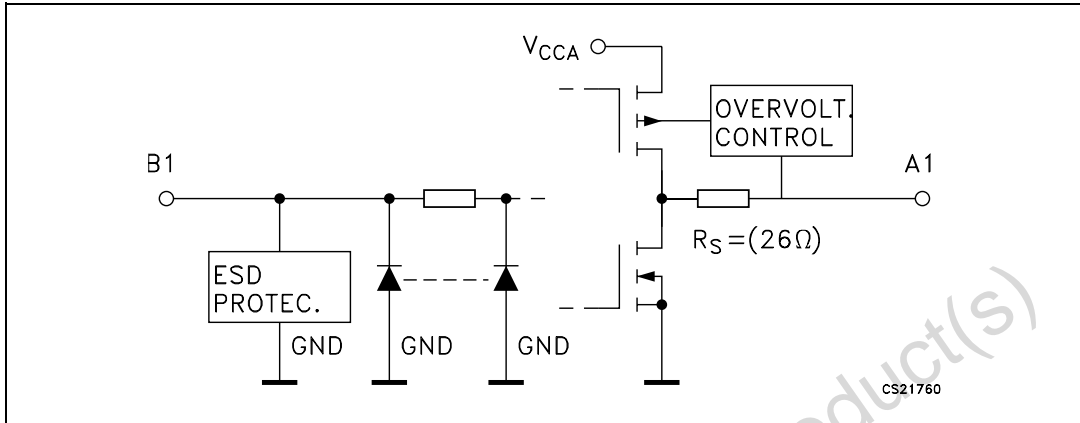 VCCA
OVERVOLT.
CONTROL
B1
A1
RS=(26Ω)
ESD
PROTEC.
GND
GND
GND
CS21760